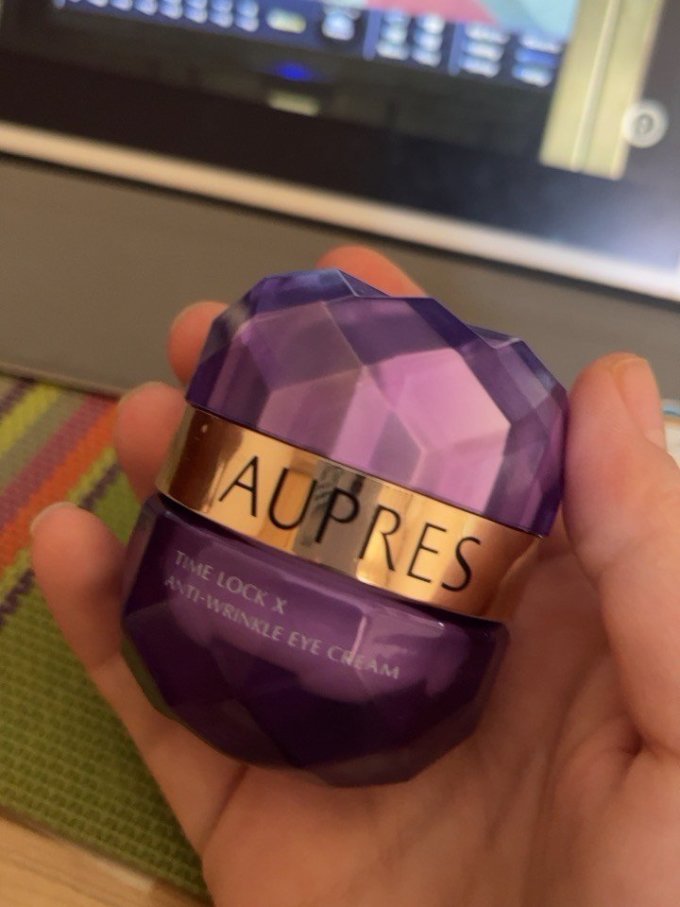 AUPRES
TIME LOCK X
ANTI-WRINKLE EYE CREAM